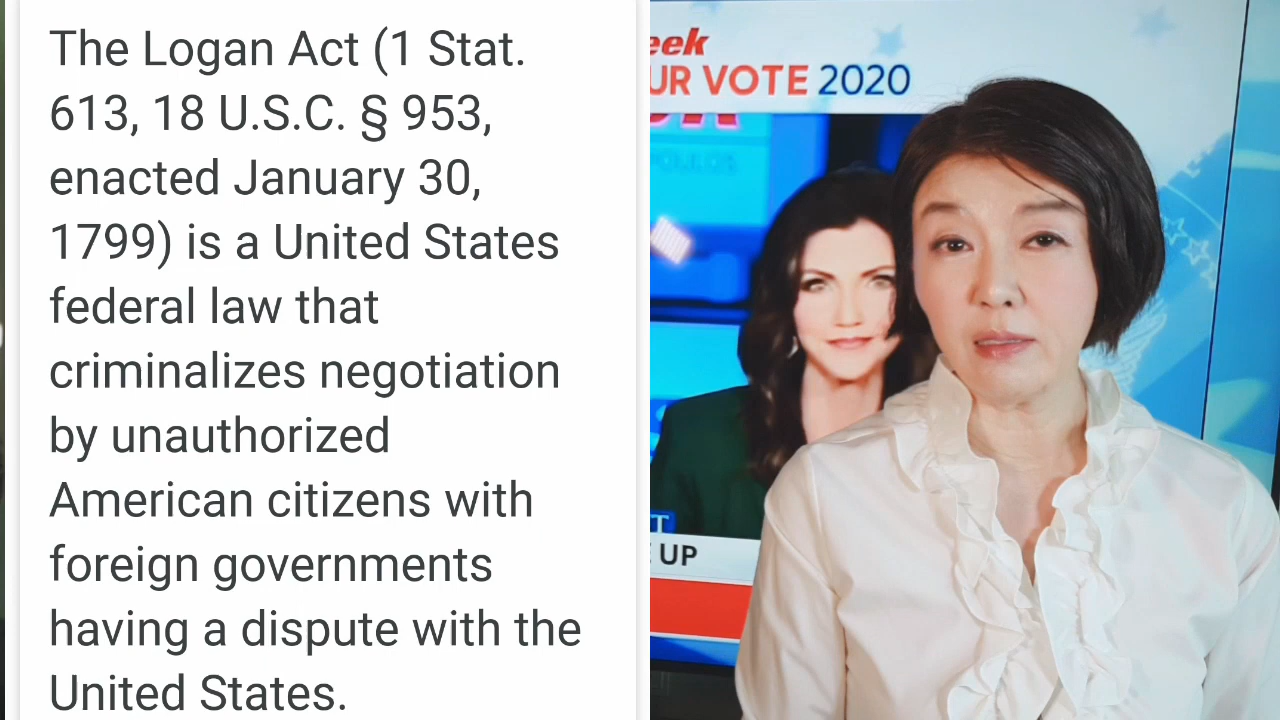 The Logan Act (1 Stat.
613, 18 U.S.C. § 953,
enacted January 30,
1799) is a United States
federal law that
criminalizes negotiation
by unauthorized
American citizens with
foreign governments
having a dispute with the
United States.
eek
UR VOTE 2020
UP